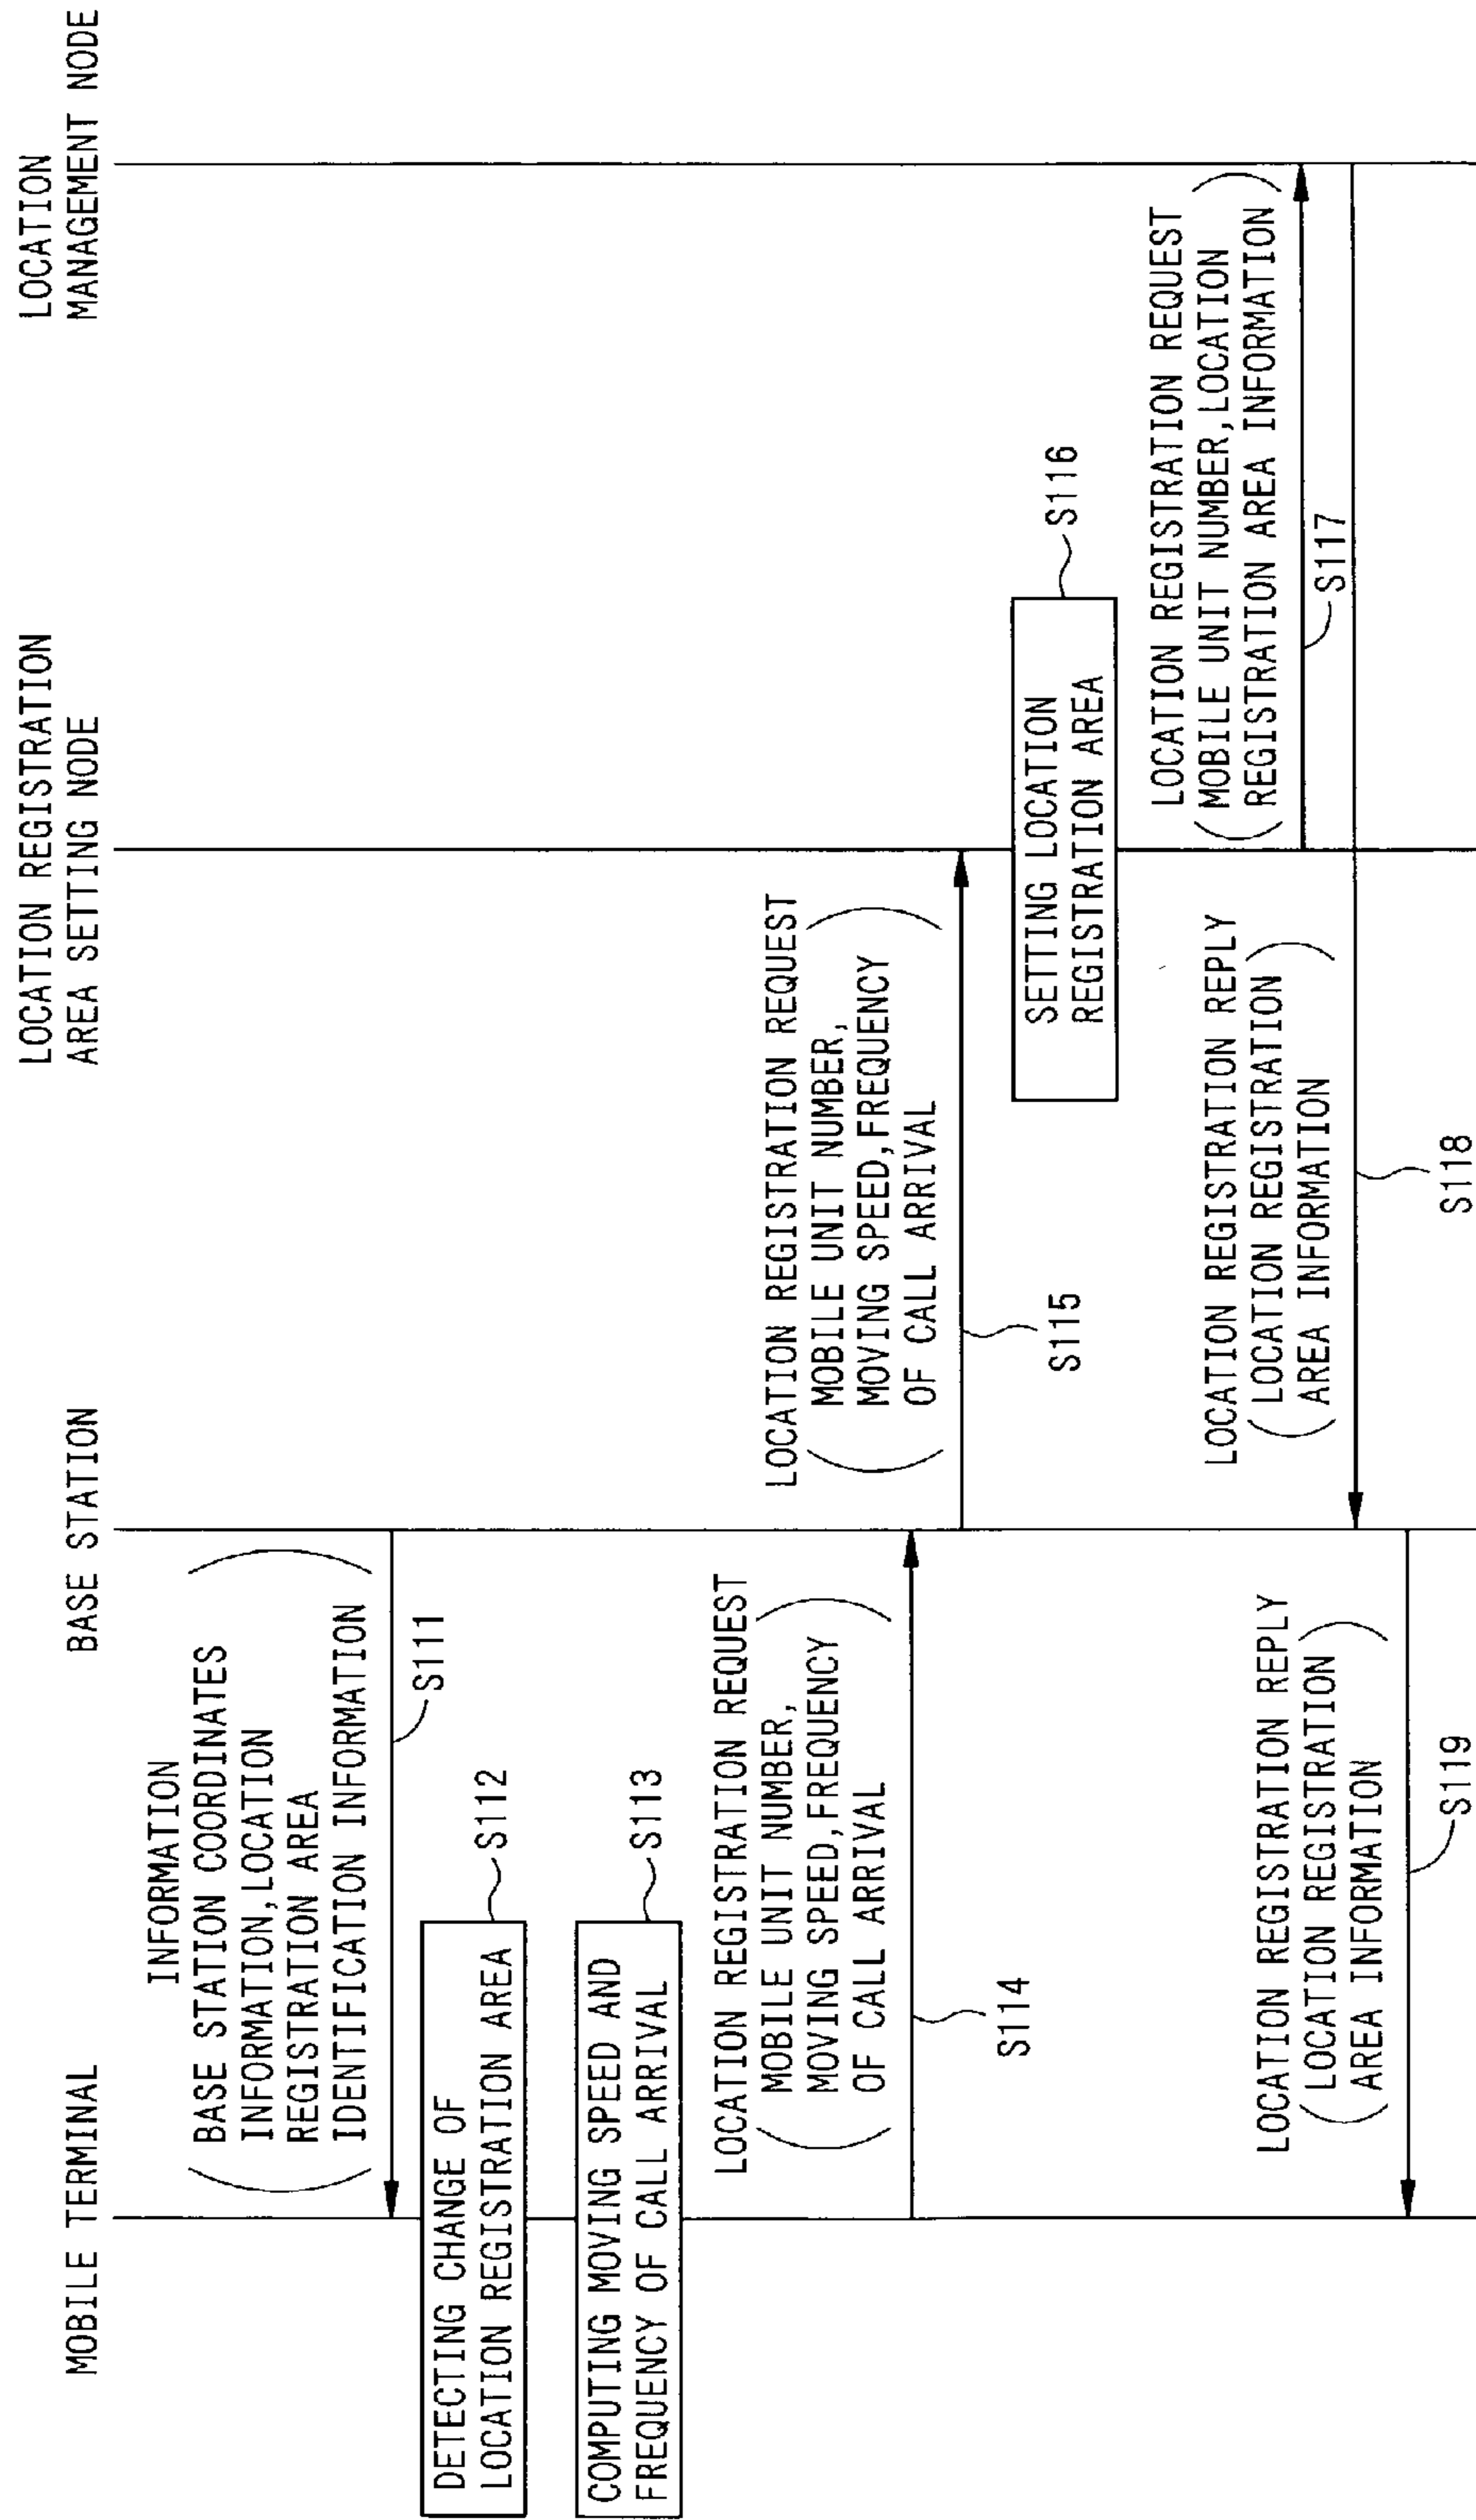 MOBILE TERMINAL
BASE STATION
LOCATION REGISTRATION
AREA SETTING NODE
LOCATION
MANAGEMENT NODE
INFORMATION
(BASE STATION COORDINATES
INFORMATION,LOCATION
REGISTRATION AREA
IDENTIFICATION INFORMATION)
S111
DETECTING CHANGE OF
LOCATION REGISTRATION AREA
S112
COMPUTING MOVING SPEED AND
FREQUENCY OF CALL ARRIVAL
S113
LOCATION REGISTRATION REQUEST
(MOBILE UNIT NUMBER,
MOVING SPEED,FREQUENCY
OF CALL ARRIVAL)
S114
LOCATION REGISTRATION REQUEST
(MOBILE UNIT NUMBER,
MOVING SPEED,FREQUENCY
OF CALL ARRIVAL)
S115
SETTING LOCATION
REGISTRATION AREA
S116
LOCATION REGISTRATION REQUEST
(MOBILE UNIT NUMBER,LOCATION
REGISTRATION AREA INFORMATION)
S117
LOCATION REGISTRATION REPLY
(LOCATION REGISTRATION
AREA INFORMATION)
S118
LOCATION REGISTRATION REPLY
(LOCATION REGISTRATION
AREA INFORMATION)
S119